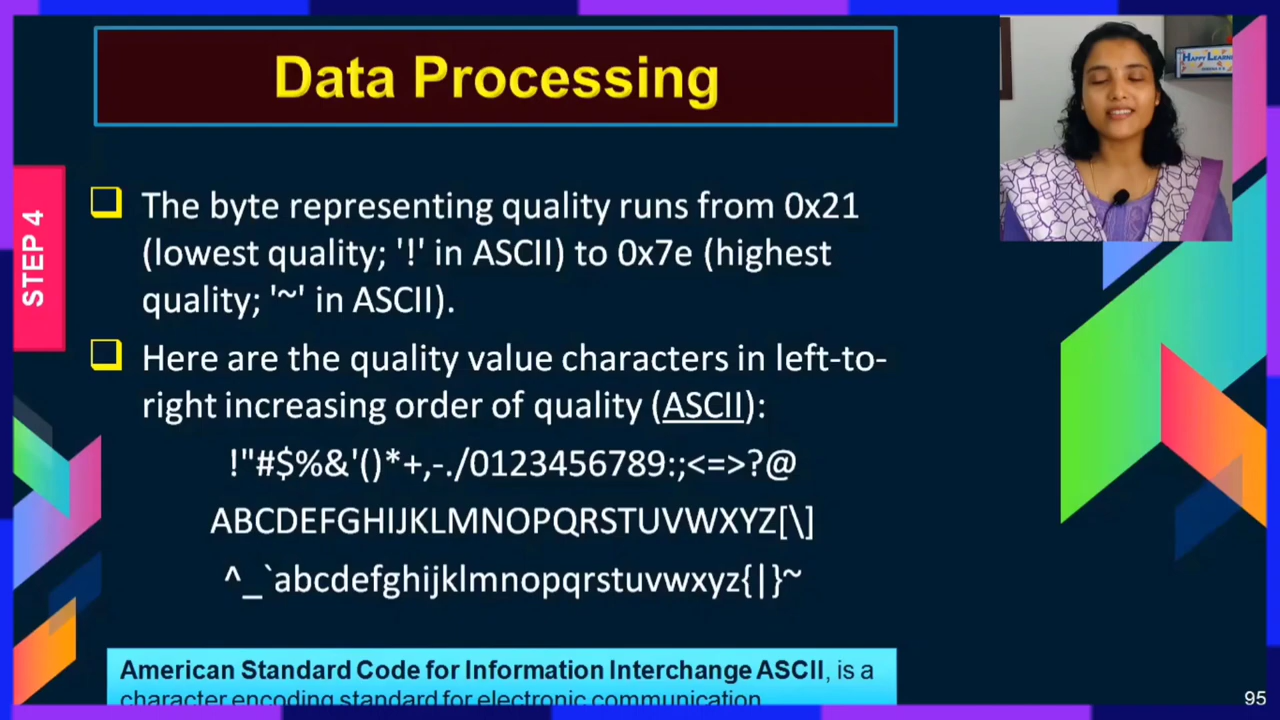 Data Processing
HAPPY LEARNI
STEP 4
The byte representing quality runs from 0x21
(lowest quality; '!' in ASCII) to 0x7e (highest
quality; '~' in ASCII).
Here are the quality value characters in left-to-
right increasing order of quality (ASCII):
!"#$%&'()*+,-./0123456789:;<=>?@
ABCDEFGHIJKLMNOPQRSTUVWXYZ[\]
^_`abcdefghijklmnopqrstuvwxyz{|}~
American Standard Code for Information Interchange ASCII, is a
character encoding standard for electronic communication
95